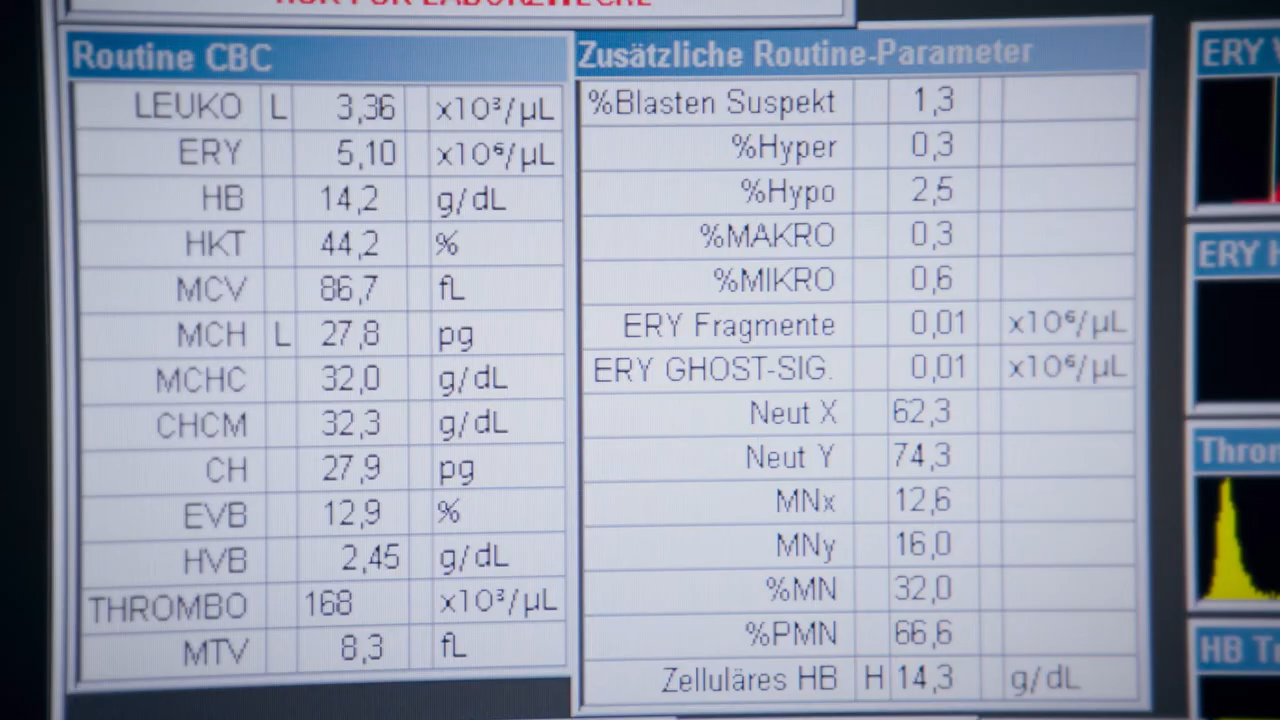 NUR FÜR LABORZWECKE
Routine CBC
LEUKO L 3,36 x10³/µL
ERY 5,10 x10⁶/µL
HB 14,2 g/dL
HKT 44,2 %
MCV 86,7 fL
MCH L 27,8 pg
MCHC 32,0 g/dL
CHCM 32,3 g/dL
CH 27,9 pg
EVB 12,9 %
HVB 2,45 g/dL
THROMBO 168 x10³/µL
MTV 8,3 fL
Zusätzliche Routine-Parameter
%Blasten Suspekt 1,3
%Hyper 0,3
%Hypo 2,5
%MAKRO 0,3
%MIKRO 0,6
ERY Fragmente 0,01 x10⁶/µL
ERY GHOST-SIG. 0,01 x10⁶/µL
Neut X 62,3
Neut Y 74,3
MNx 12,6
MNy 16,0
%MN 32,0
%PMN 66,6
Zelluläres HB H 14,3 g/dL
ERY
ERY
HB